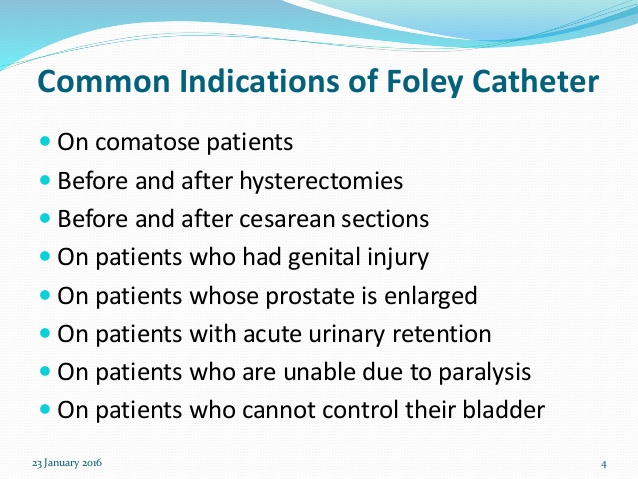 Common Indications of Foley Catheter
• On comatose patients
• Before and after hysterectomies
• Before and after cesarean sections
• On patients who had genital injury
• On patients whose prostate is enlarged
• On patients with acute urinary retention
• On patients who are unable due to paralysis
• On patients who cannot control their bladder
23 January 2016
4